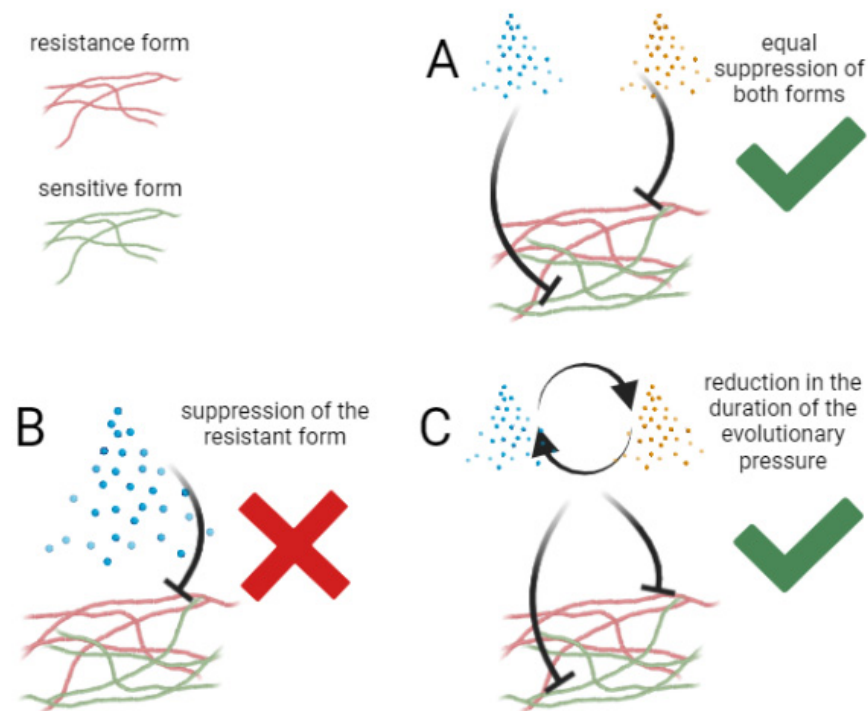 resistance form
sensitive form
A
equal
suppression of
both forms
B
suppression of the
resistant form
C
reduction in the
duration of the
evolutionary
pressure